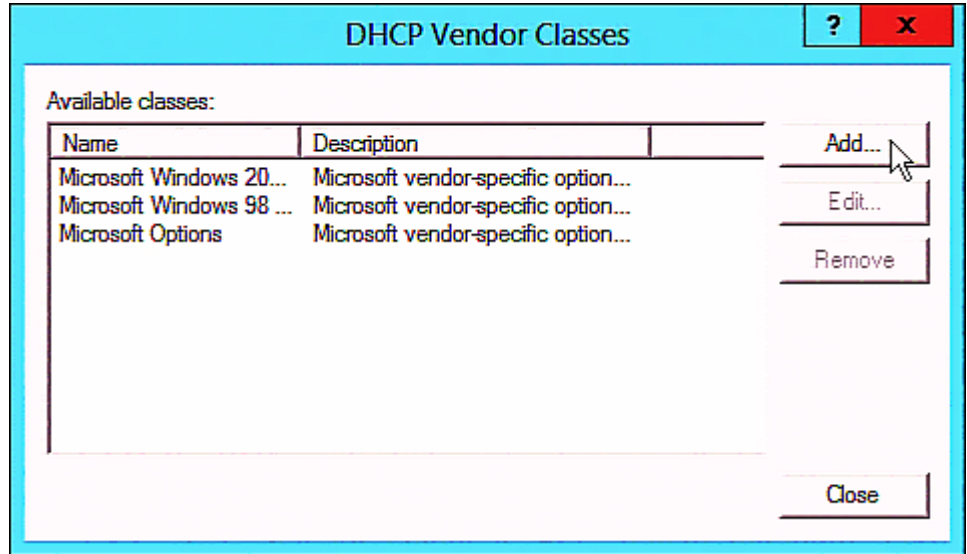 DHCP Vendor Classes ? x
Available classes:
Name Description
Add...
Microsoft Windows 20... Microsoft vendor-specific option...
Microsoft Windows 98 ... Microsoft vendor-specific option...
Edit...
Microsoft Options Microsoft vendor-specific option...
Remove
Close